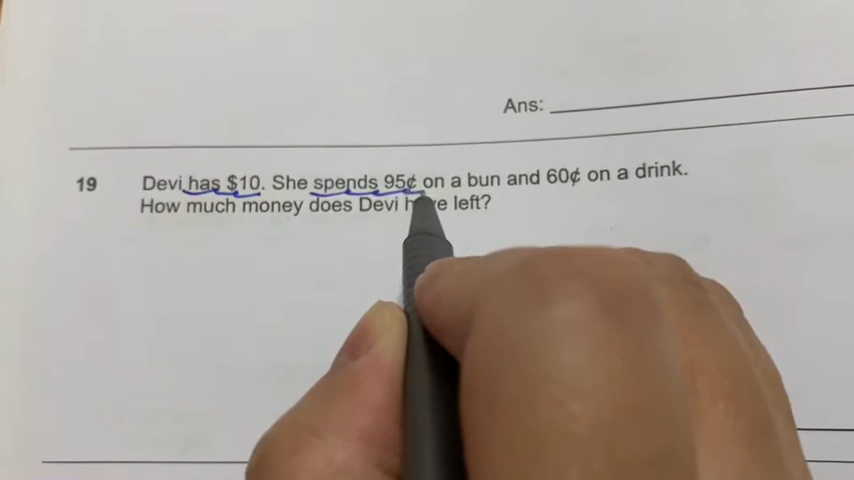 Ans:
19 Devi has $10. She spends 95¢ on a bun and 60¢ on a drink.
How much money does Devi left?